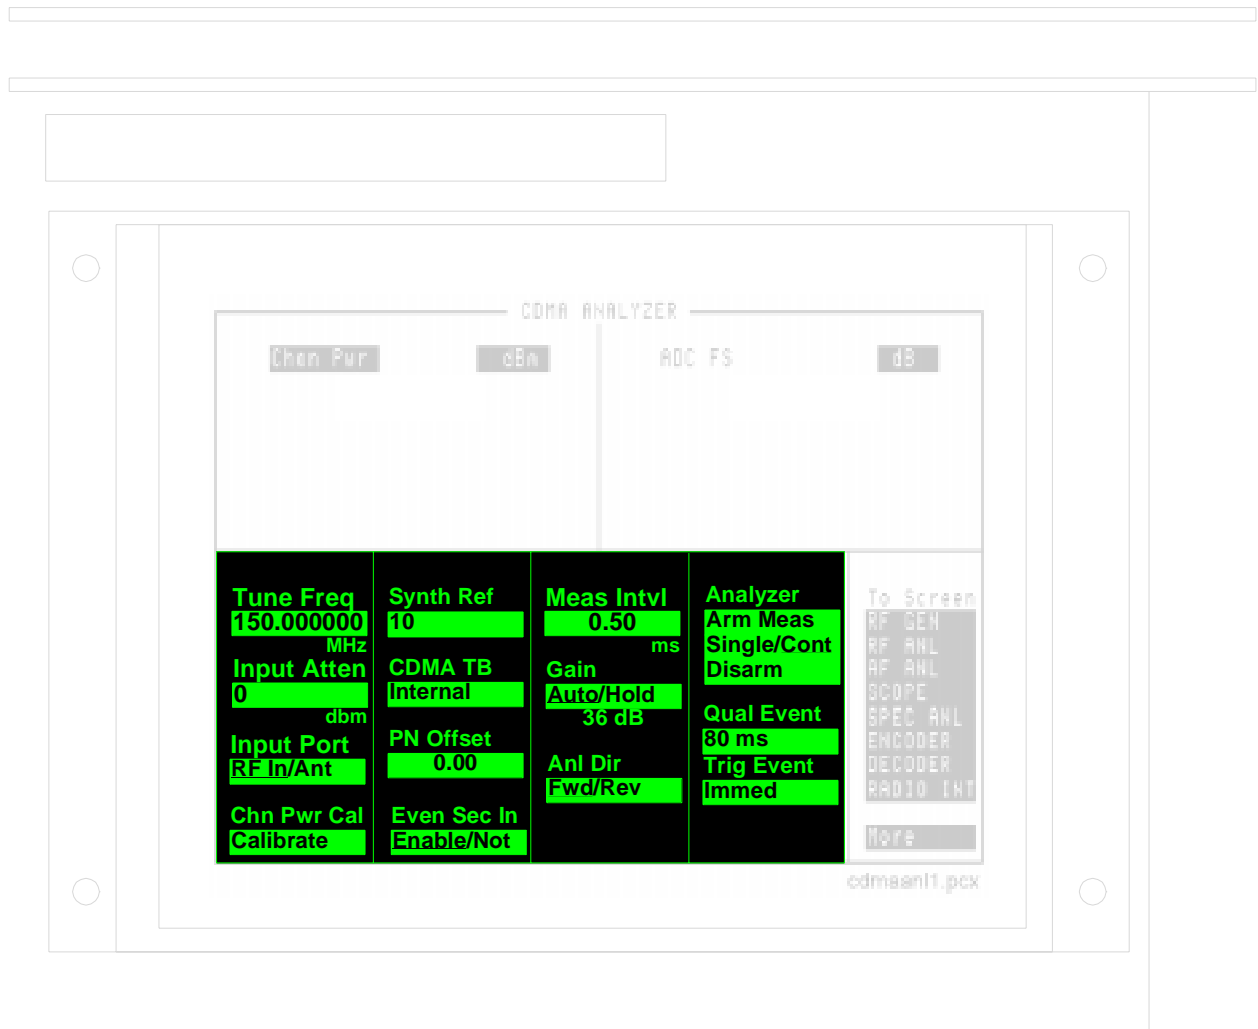 CDMA ANALYZER
Chan Pwr dBm
ADC FS dB
Tune Freq
150.000000
MHz
Input Atten
0
dbm
Input Port
RF In/Ant
Chn Pwr Cal
Calibrate
Synth Ref
10
CDMA TB
Internal
PN Offset
0.00
Even Sec In
Enable/Not
Meas Intvl
0.50
ms
Gain
Auto/Hold
36 dB
Anl Dir
Fwd/Rev
Analyzer
Arm Meas
Single/Cont
Disarm
Qual Event
80 ms
Trig Event
Immed
To Screen
RF GEN
RF ANL
AF ANL
SCOPE
SPEC ANL
ENCODER
DECODER
RADIO INT
More
cdmaanl1.pcx